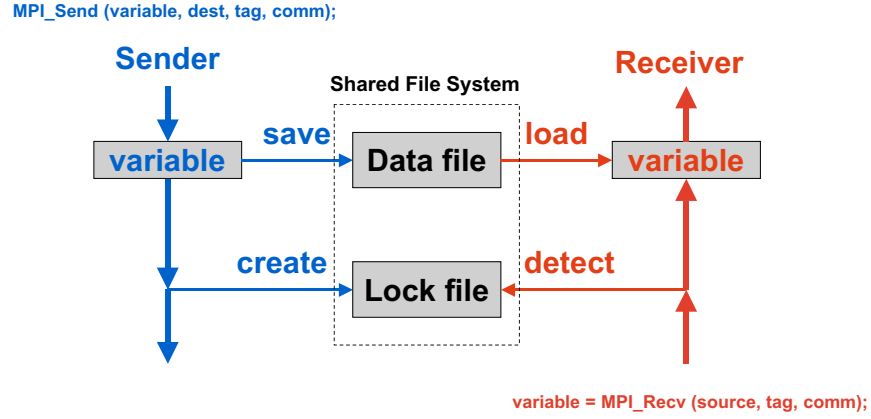 MPI_Send (variable, dest, tag, comm);
Sender
Shared File System
Receiver
save
load
variable
Data file
variable
create
detect
Lock file
variable = MPI_Recv (source, tag, comm);